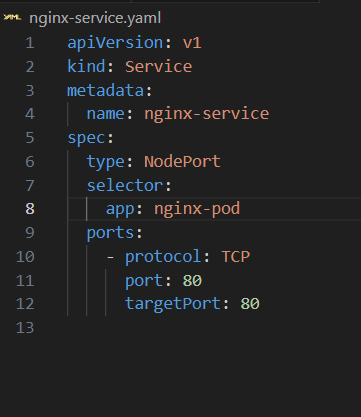 nginx-service.yaml
1 apiVersion: v1
2 kind: Service
3 metadata:
4   name: nginx-service
5 spec:
6   type: NodePort
7   selector:
8     app: nginx-pod
9   ports:
10     - protocol: TCP
11       port: 80
12       targetPort: 80
13